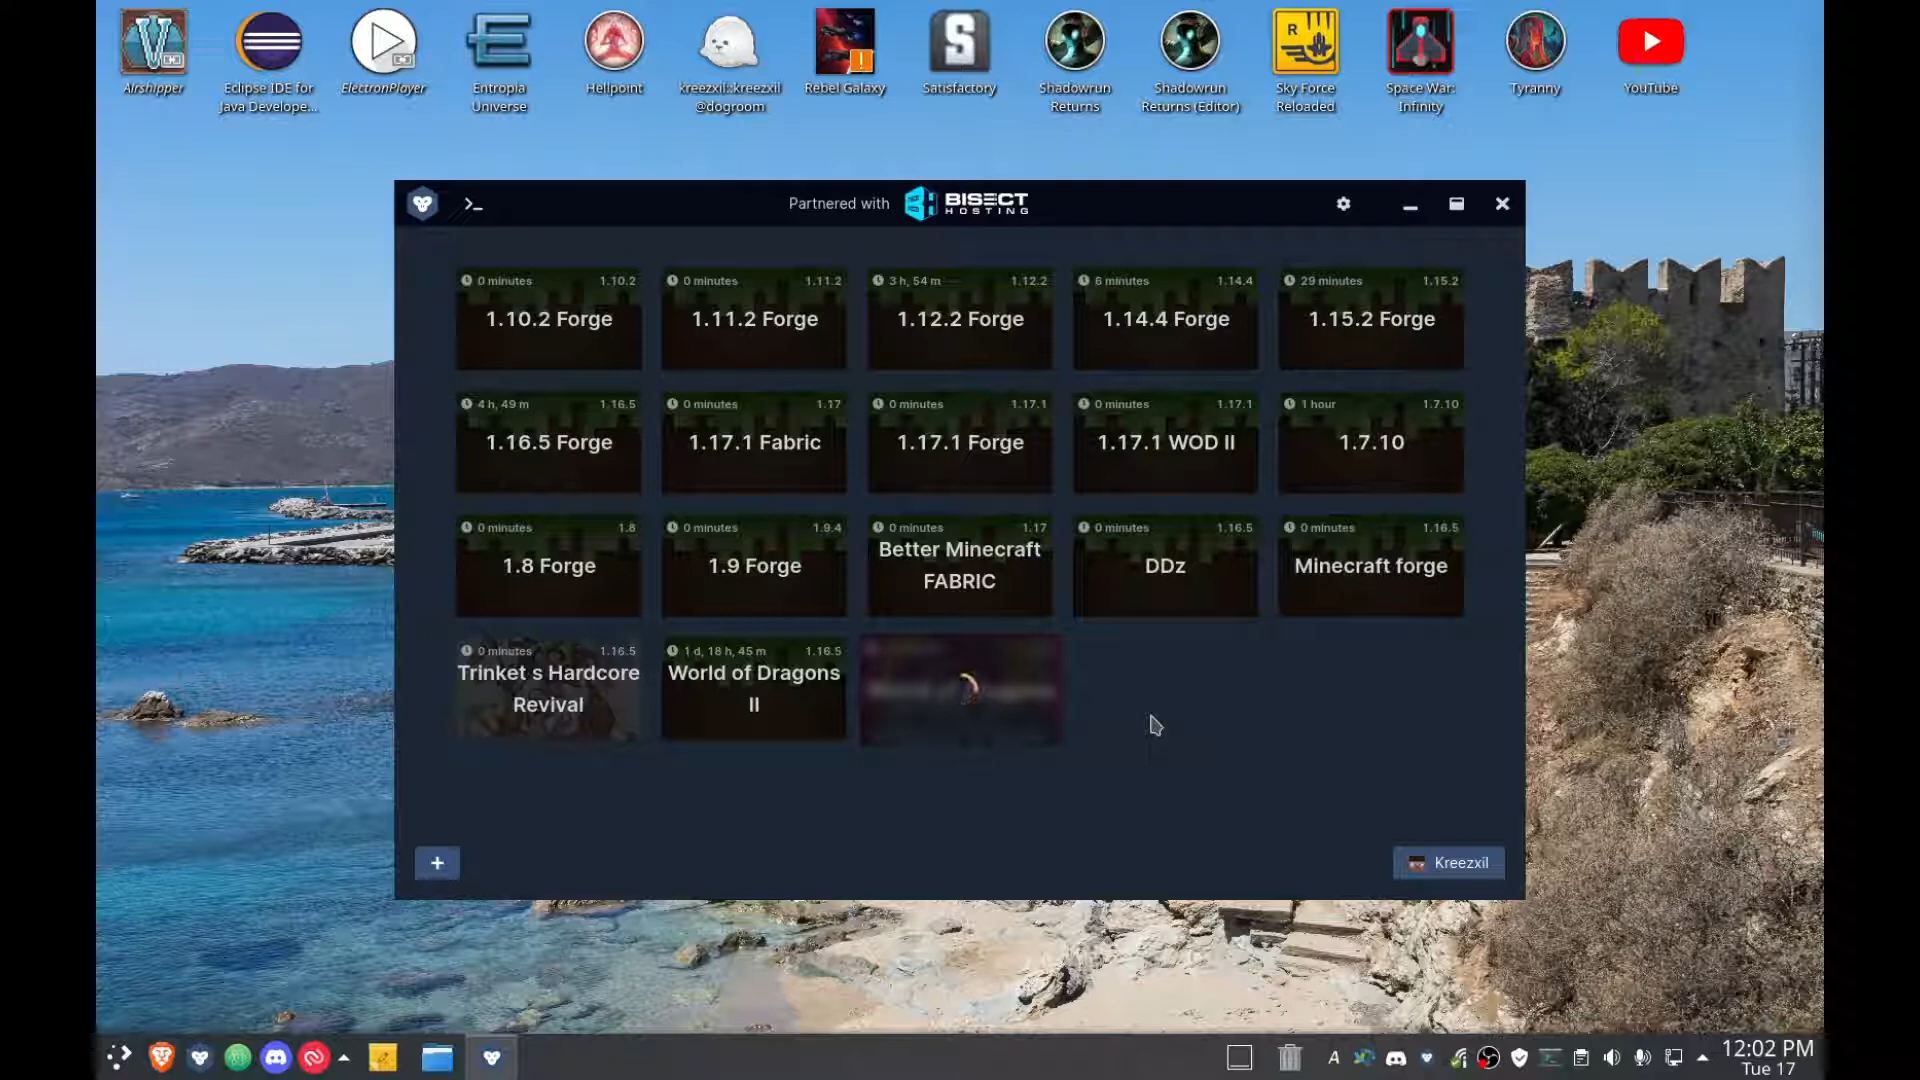 Airshipper
Eclipse IDE for
Java Develope...
ElectronPlayer
Entropia
Universe
Hellpoint
kreezxil::kreezxil
@dogroom
Rebel Galaxy
Satisfactory
Shadowrun
Returns
Shadowrun
Returns (Editor)
Sky Force
Reloaded
Space War:
Infinity
Tyranny
YouTube
Partnered with BISECT HOSTING
0 minutes 1.10.2
1.10.2 Forge
0 minutes 1.11.2
1.11.2 Forge
3 h, 54 m 1.12.2
1.12.2 Forge
6 minutes 1.14.4
1.14.4 Forge
29 minutes 1.15.2
1.15.2 Forge
4 h, 49 m 1.16.5
1.16.5 Forge
0 minutes 1.17
1.17.1 Fabric
0 minutes 1.17.1
1.17.1 Forge
0 minutes 1.17.1
1.17.1 WOD II
1 hour 1.7.10
1.7.10
0 minutes 1.8
1.8 Forge
0 minutes 1.9.4
1.9 Forge
0 minutes 1.17
Better Minecraft
FABRIC
0 minutes 1.16.5
DDz
0 minutes 1.16.5
Minecraft forge
0 minutes 1.16.5
Trinket s Hardcore
Revival
1 d, 18 h, 45 m 1.16.5
World of Dragons
II
Kreezxil
12:02 PM
Tue 17